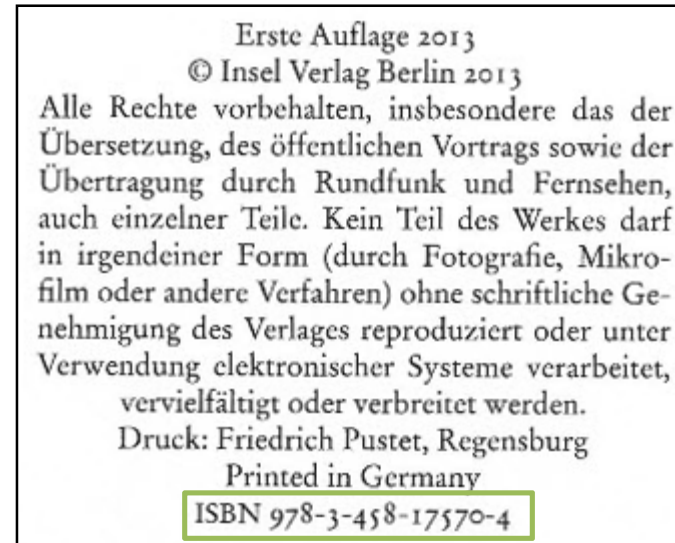 Erste Auflage 2013
© Insel Verlag Berlin 2013
Alle Rechte vorbehalten, insbesondere das der
Übersetzung, des öffentlichen Vortrags sowie der
Übertragung durch Rundfunk und Fernsehen,
auch einzelner Teile. Kein Teil des Werkes darf
in irgendeiner Form (durch Fotografie, Mikro-
film oder andere Verfahren) ohne schriftliche Ge-
nehmigung des Verlages reproduziert oder unter
Verwendung elektronischer Systeme verarbeitet,
vervielfältigt oder verbreitet werden.
Druck: Friedrich Pustet, Regensburg
Printed in Germany
ISBN 978-3-458-17570-4